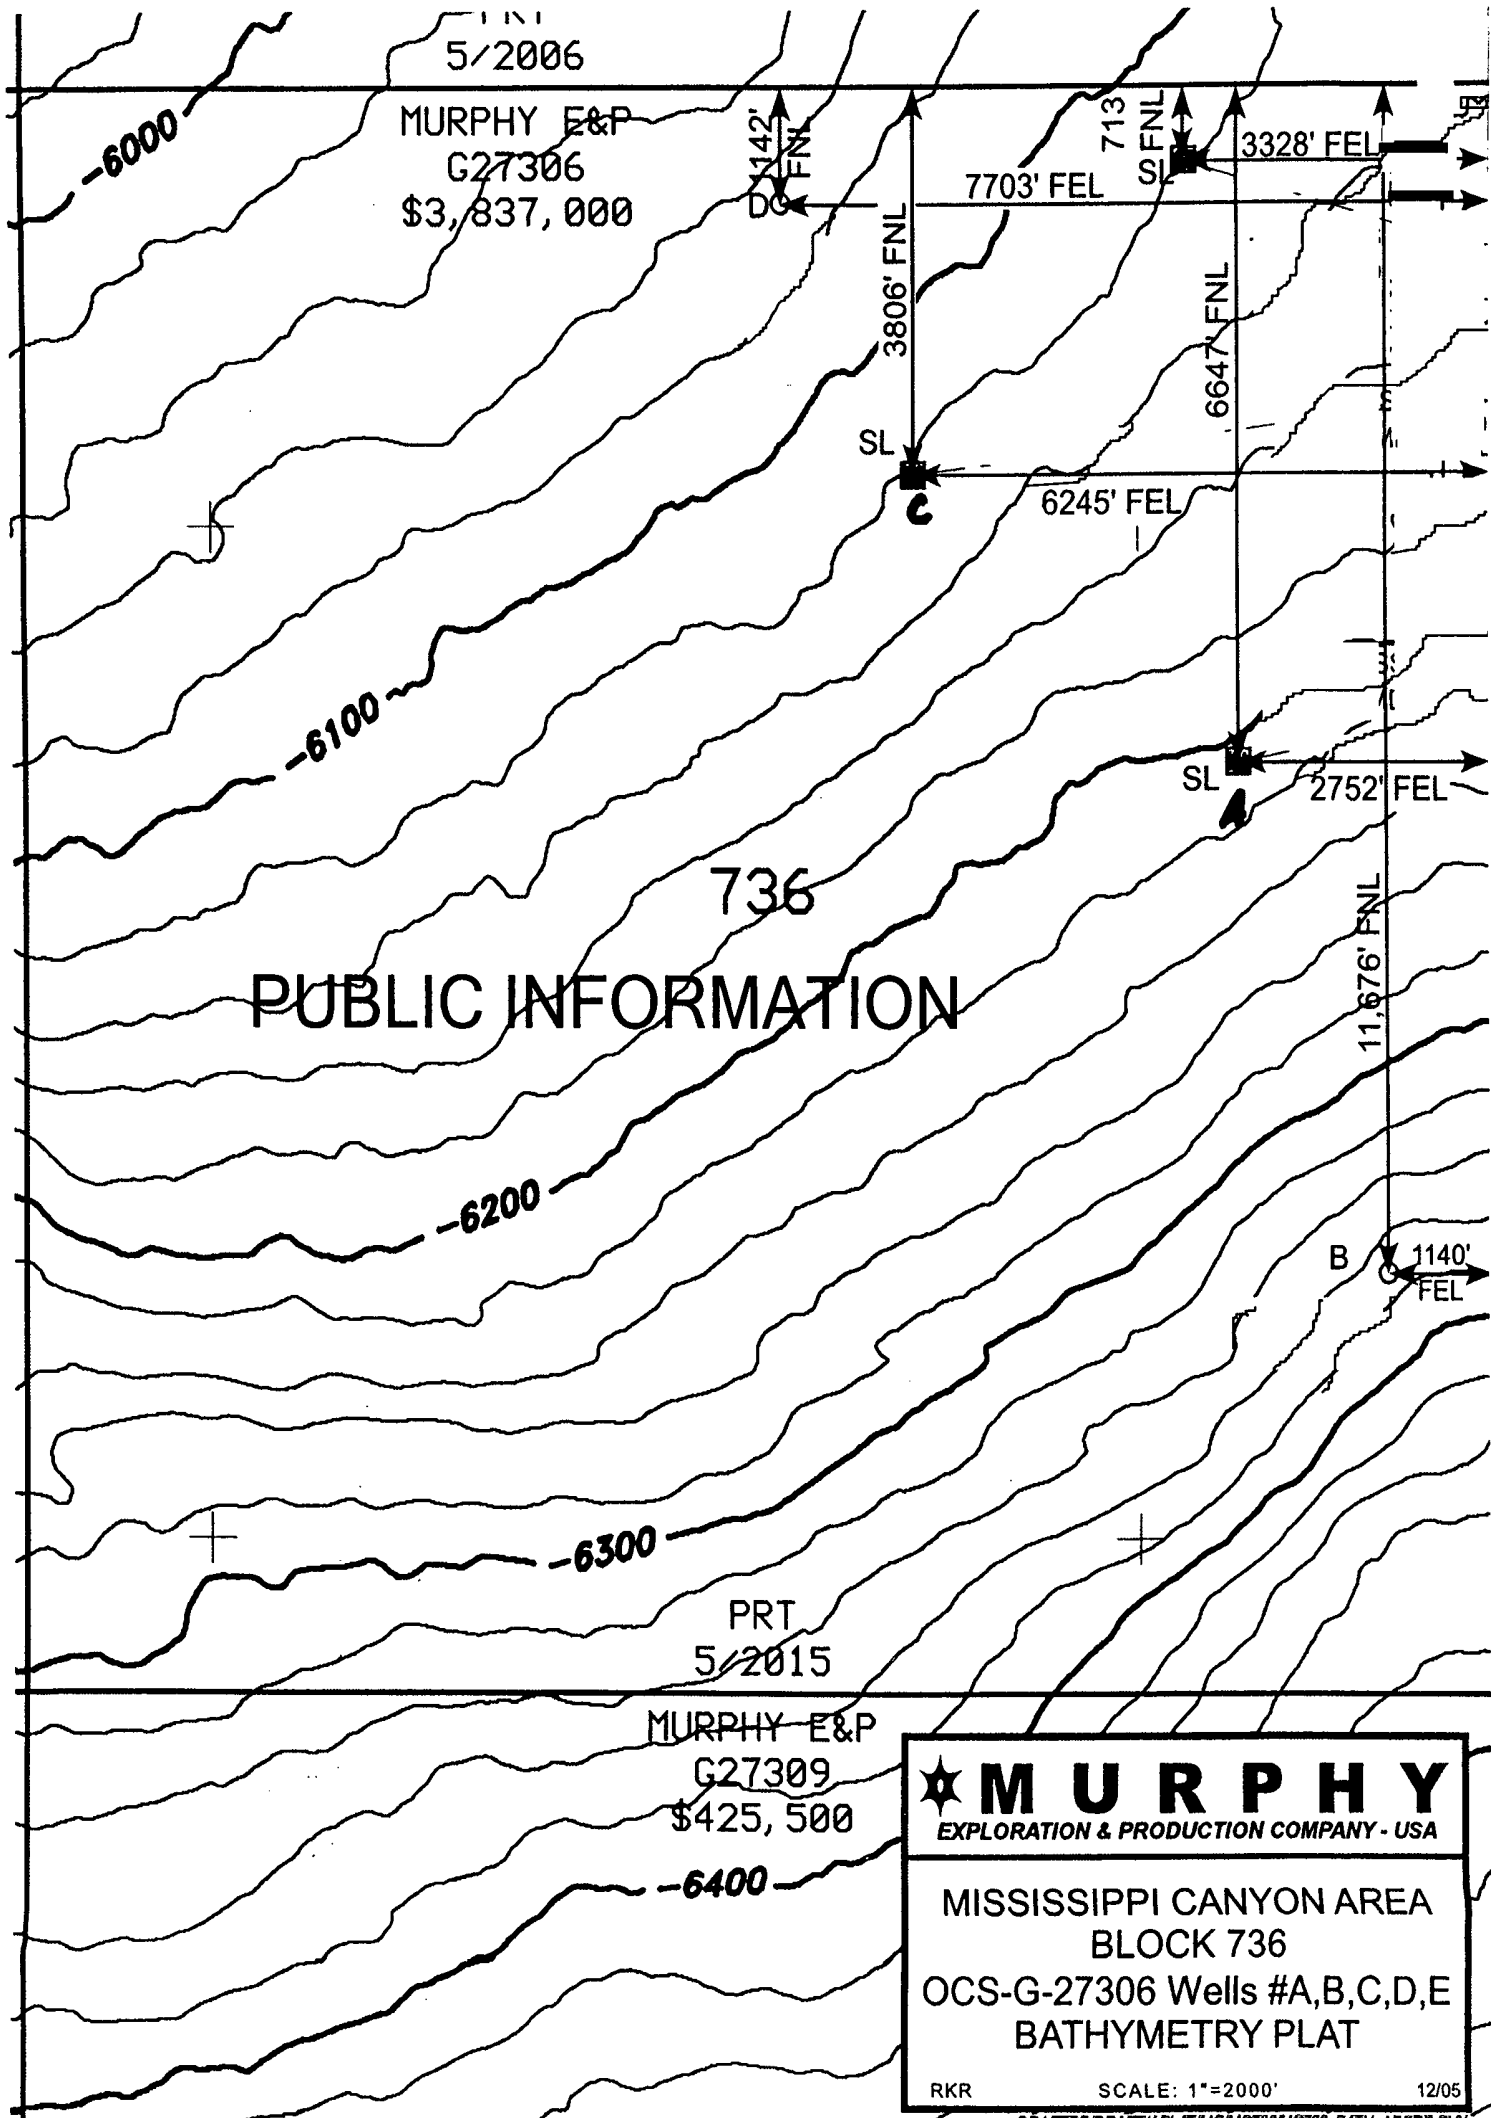 5/2006
MURPHY E&P
G27306
$3,837,000
-6000
1142' FNL
D
7703' FEL
3806' FNL
713 FNL
SL
3328' FEL
6647' FNL
SL
C
6245' FEL
-6100
SL
A
2752' FEL
736
PUBLIC INFORMATION
11,676' FNL
-6200
B
1140'
FEL
-6300
PRT
5/2015
MURPHY E&P
G27309
$425,500
-6400
MURPHY
EXPLORATION & PRODUCTION COMPANY - USA
MISSISSIPPI CANYON AREA
BLOCK 736
OCS-G-27306 Wells #A,B,C,D,E
BATHYMETRY PLAT
RKR SCALE: 1"=2000' 12/05